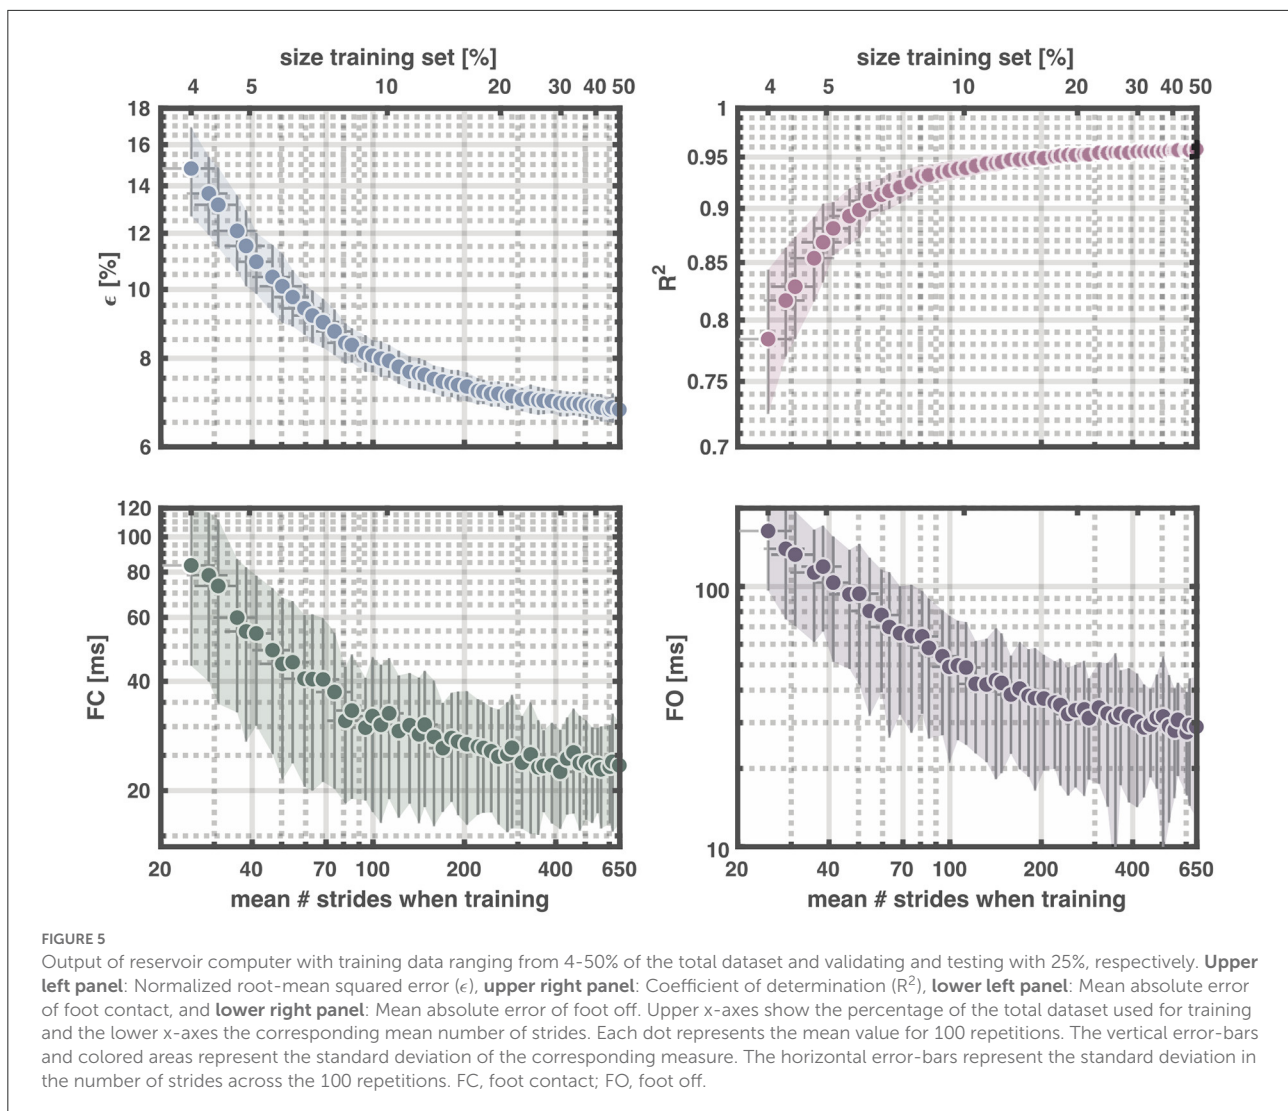 size training set [%]
4 5 10 20 30 40 50
18
16
14
12
10
8
6
ϵ [%]
size training set [%]
4 5 10 20 30 40 50
1
0.95
0.9
0.85
0.8
0.75
0.7
R²
120
100
80
60
40
20
FC [ms]
20 40 70 100 200 400 650
mean # strides when training
100
10
FO [ms]
20 40 70 100 200 400 650
mean # strides when training
FIGURE 5
Output of reservoir computer with training data ranging from 4-50% of the total dataset and validating and testing with 25%, respectively. Upper
left panel: Normalized root-mean squared error (ϵ), upper right panel: Coefficient of determination (R²), lower left panel: Mean absolute error
of foot contact, and lower right panel: Mean absolute error of foot off. Upper x-axes show the percentage of the total dataset used for training
and the lower x-axes the corresponding mean number of strides. Each dot represents the mean value for 100 repetitions. The vertical error-bars
and colored areas represent the standard deviation of the corresponding measure. The horizontal error-bars represent the standard deviation in
the number of strides across the 100 repetitions. FC, foot contact; FO, foot off.